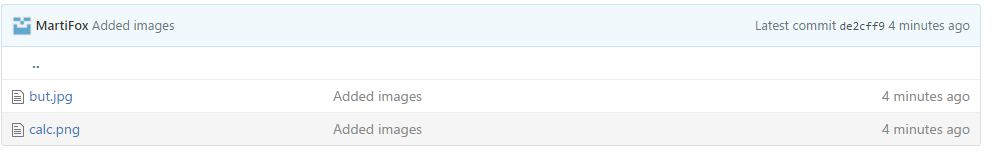 MartiFox Added images Latest commit de2cff9 4 minutes ago
..
but.jpg Added images 4 minutes ago
calc.png Added images 4 minutes ago